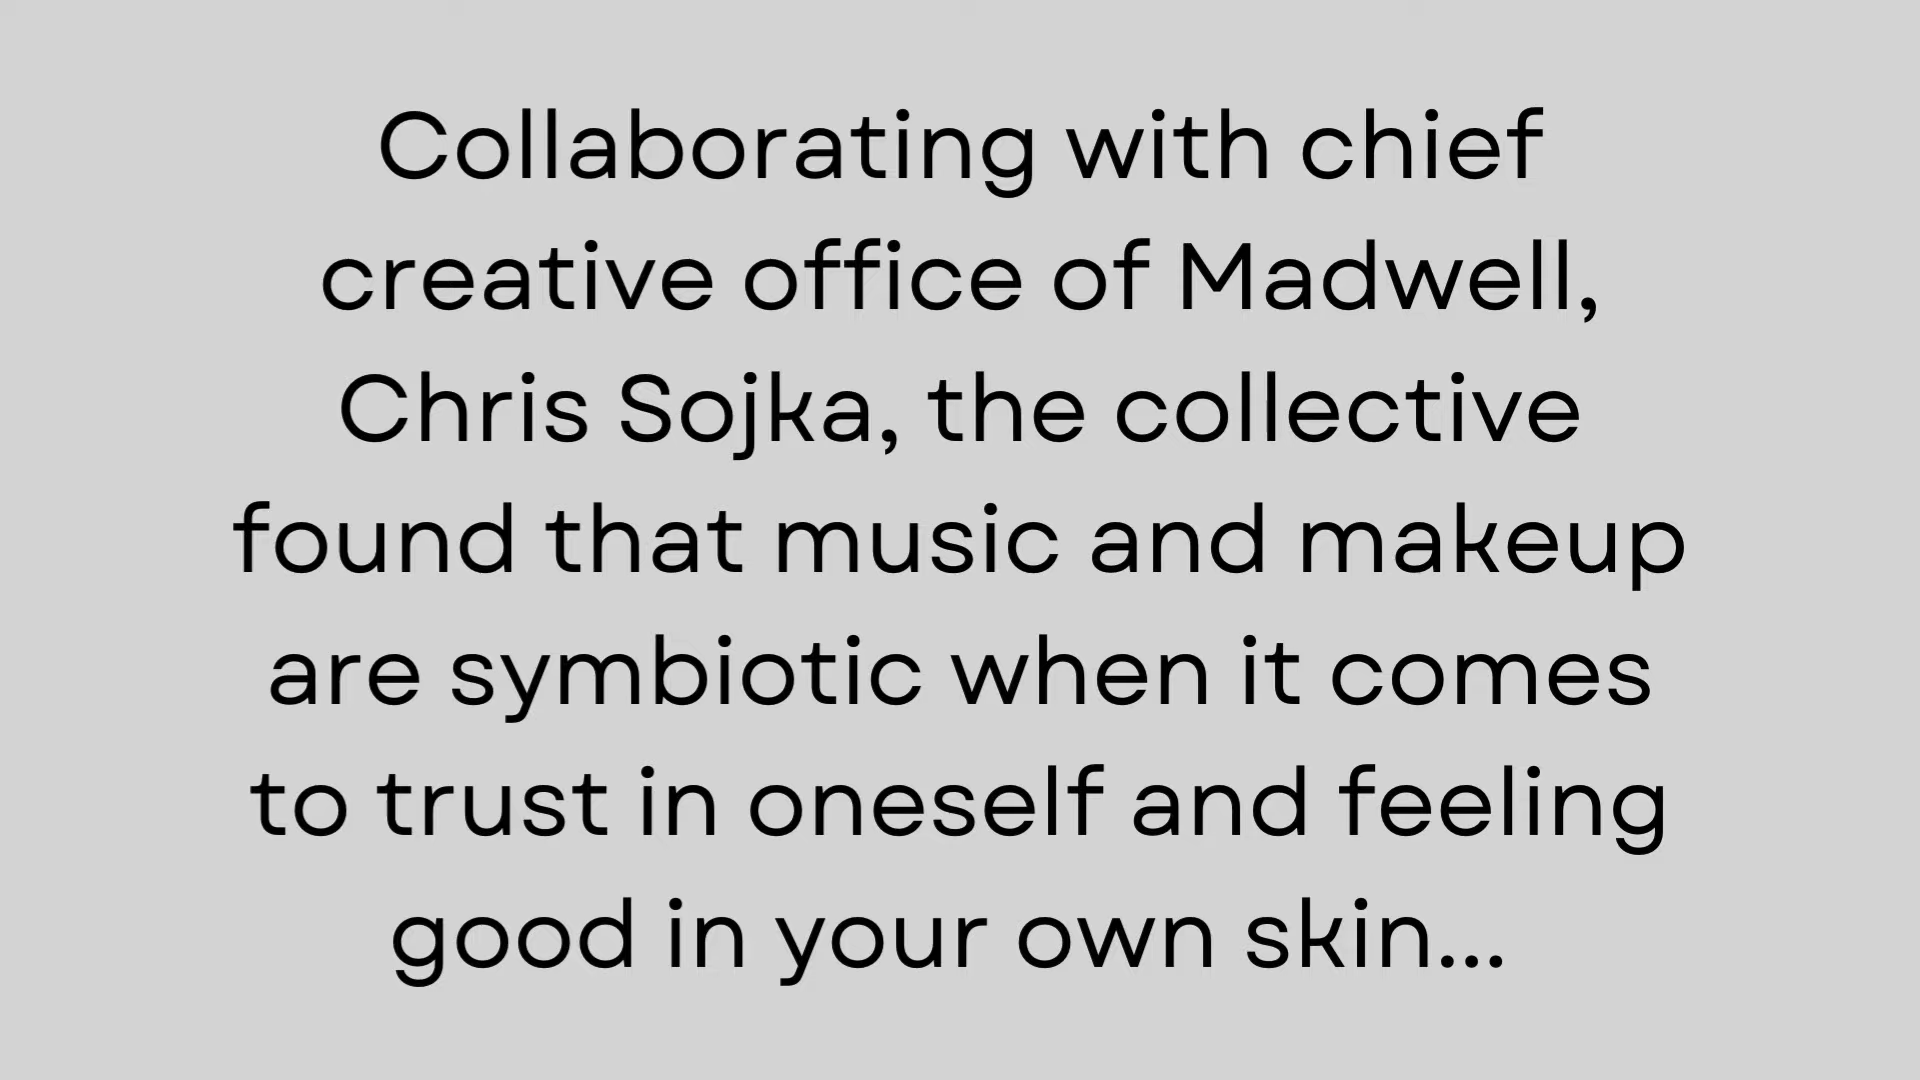 Collaborating with chief
creative office of Madwell,
Chris Sojka, the collective
found that music and makeup
are symbiotic when it comes
to trust in oneself and feeling
good in your own skin...